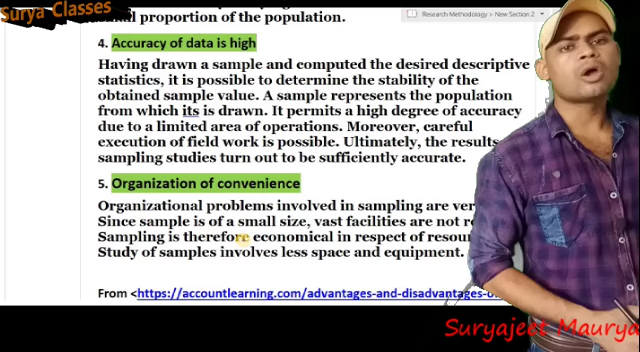 Surya Classes
Research Methodology › New Section 2
proportion of the population.
4. Accuracy of data is high
Having drawn a sample and computed the desired descriptive
statistics, it is possible to determine the stability of the
obtained sample value. A sample represents the population
from which its is drawn. It permits a high degree of accuracy
due to a limited area of operations. Moreover, careful
execution of field work is possible. Ultimately, the results
sampling studies turn out to be sufficiently accurate.
5. Organization of convenience
Organizational problems involved in sampling are
Since sample is of a small size, vast facilities are not
Sampling is therefore economical in respect of
Study of samples involves less space and equipment.
From <https://accountlearning.com/advantages-and-disadvantages-
Suryajeet Maurya